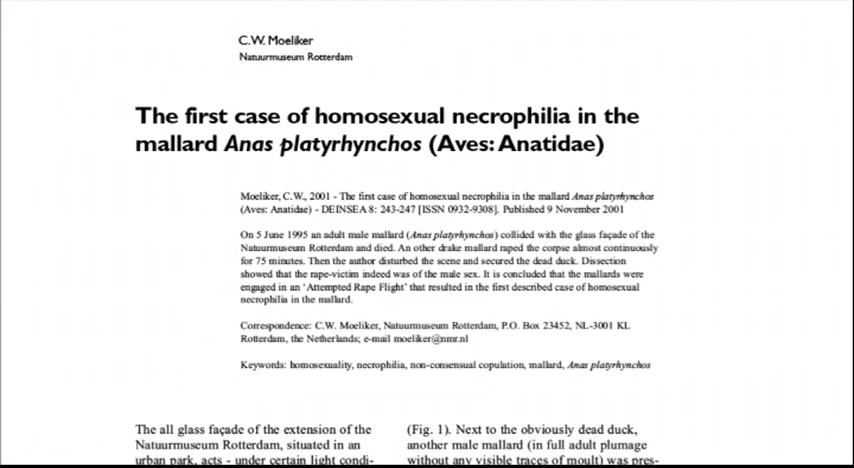 C.W. Moeliker
Natuurmuseum Rotterdam
The first case of homosexual necrophilia in the
mallard Anas platyrhynchos (Aves: Anatidae)
Moeliker, C.W., 2001 - The first case of homosexual necrophilia in the mallard Anas platyrhynchos
(Aves: Anatidae) - DEINSEA 8: 243-247 [ISSN 0932-9308]. Published 9 November 2001
On 5 June 1995 an adult male mallard (Anas platyrhynchos) collided with the glass façade of the
Natuurmuseum Rotterdam and died. An other drake mallard raped the corpse almost continuously
for 75 minutes. Then the author disturbed the scene and secured the dead duck. Dissection
showed that the rape-victim indeed was of the male sex. It is concluded that the mallards were
engaged in an ‘Attempted Rape Flight’ that resulted in the first described case of homosexual
necrophilia in the mallard.
Correspondence: C.W. Moeliker, Natuurmuseum Rotterdam, P.O. Box 23452, NL-3001 KL
Rotterdam, the Netherlands; e-mail moeliker@nmr.nl
Keywords: homosexuality, necrophilia, non-consensual copulation, mallard, Anas platyrhynchos
The all glass façade of the extension of the
Natuurmuseum Rotterdam, situated in an
urban park, acts - under certain light condi-
(Fig. 1). Next to the obviously dead duck,
another male mallard (in full adult plumage
without any visible traces of moult) was pres-